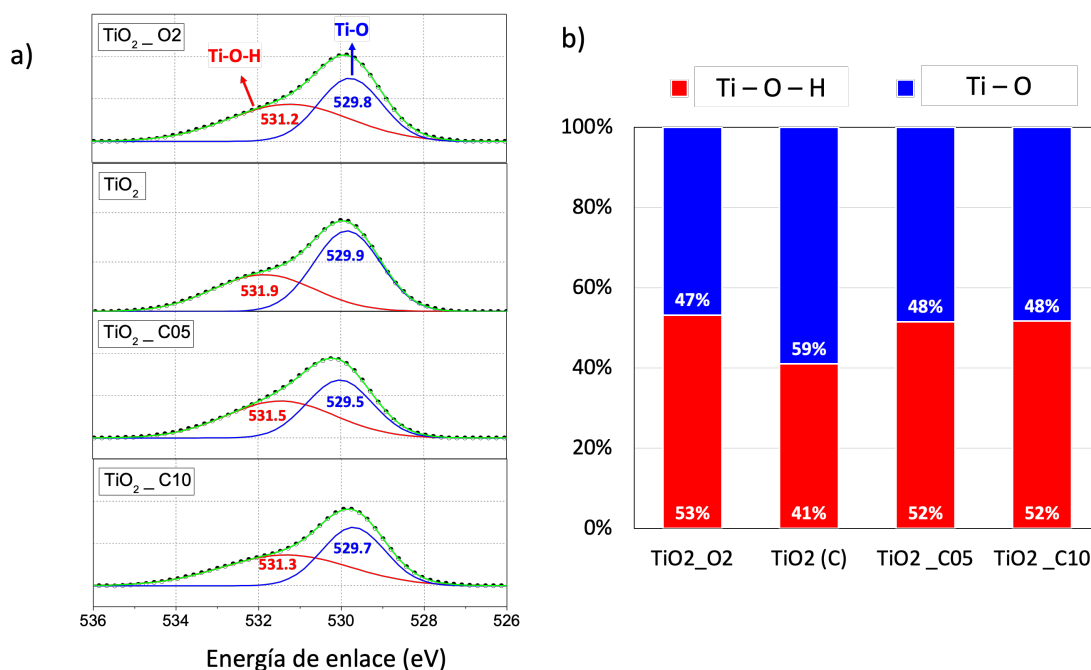 a)
TiO2 _ O2
Ti-O-H
Ti-O
529.8
531.2
TiO2
529.9
531.9
TiO2 _ C05
529.5
531.5
TiO2 _ C10
529.7
531.3
536 534 532 530 528 526
Energía de enlace (eV)
b)
Ti – O – H Ti – O
100%
80%
60%
40%
20%
0%
47% 59% 48% 48%
53% 41% 52% 52%
TiO2_O2 TiO2 (C) TiO2 _C05 TiO2 _C10